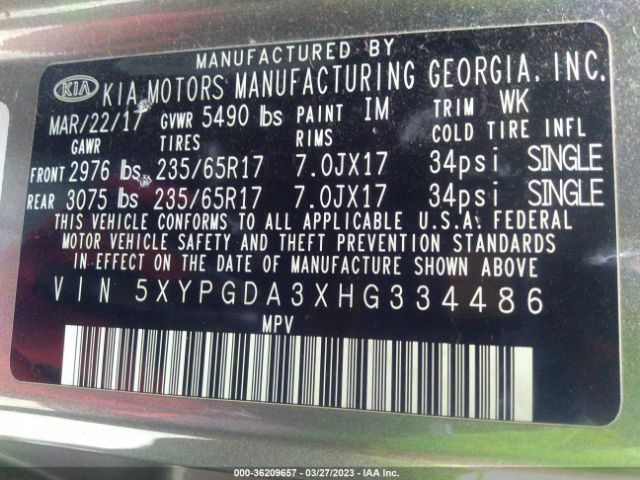 MANUFACTURED BY
KIA KIA MOTORS MANUFACTURING GEORGIA, INC.
MAR/22/17 GVWR 5490 lbs PAINT IM TRIM WK
GAWR TIRES RIMS COLD TIRE INFL
FRONT 2976 lbs 235/65R17 7.0JX17 34psi SINGLE
REAR 3075 lbs 235/65R17 7.0JX17 34psi SINGLE
THIS VEHICLE CONFORMS TO ALL APPLICABLE U.S.A. FEDERAL
MOTOR VEHICLE SAFETY AND THEFT PREVENTION STANDARDS
IN EFFECT ON THE DATE OF MANUFACTURE SHOWN ABOVE
VIN 5XYPGDA3XHG334486
MPV
000-36209657 / 03/27/2023 / IAA Inc.